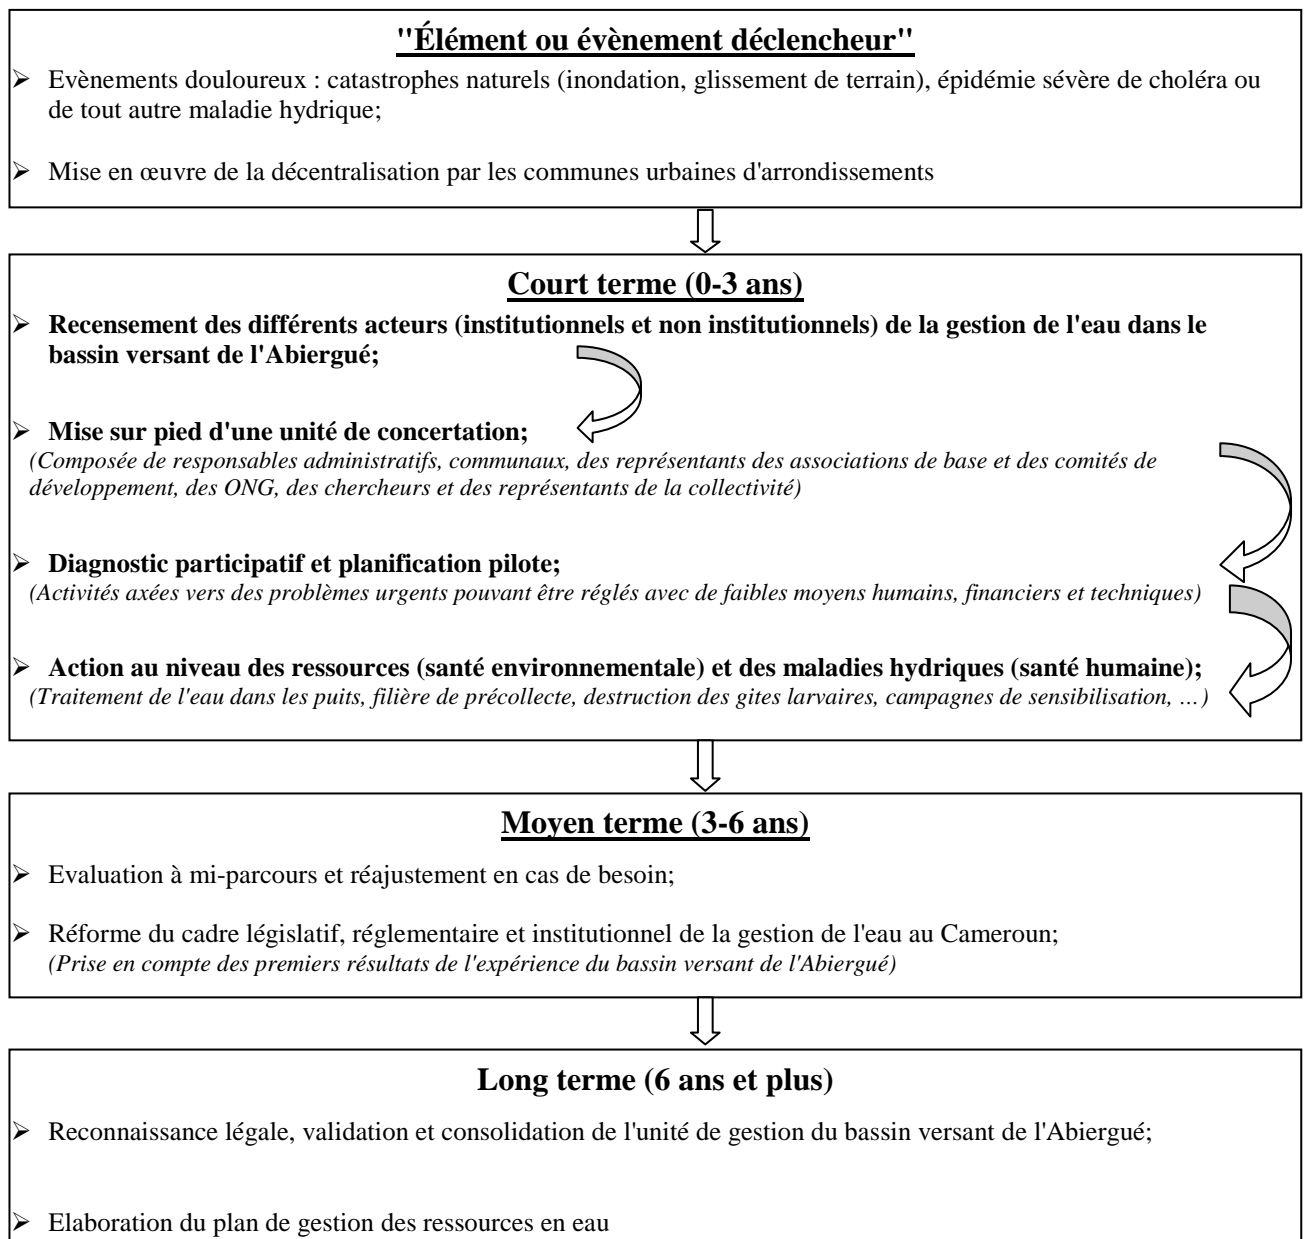 "Élément ou évènement déclencheur"
➢ Evènements douloureux : catastrophes naturels (inondation, glissement de terrain), épidémie sévère de choléra ou
de tout autre maladie hydrique;
➢ Mise en œuvre de la décentralisation par les communes urbaines d'arrondissements
Court terme (0-3 ans)
➢ Recensement des différents acteurs (institutionnels et non institutionnels) de la gestion de l'eau dans le
bassin versant de l'Abiergué;
➢ Mise sur pied d'une unité de concertation;
(Composée de responsables administratifs, communaux, des représentants des associations de base et des comités de
développement, des ONG, des chercheurs et des représentants de la collectivité)
➢ Diagnostic participatif et planification pilote;
(Activités axées vers des problèmes urgents pouvant être réglés avec de faibles moyens humains, financiers et techniques)
➢ Action au niveau des ressources (santé environnementale) et des maladies hydriques (santé humaine);
(Traitement de l'eau dans les puits, filière de précollecte, destruction des gites larvaires, campagnes de sensibilisation, …)
Moyen terme (3-6 ans)
➢ Evaluation à mi-parcours et réajustement en cas de besoin;
➢ Réforme du cadre législatif, réglementaire et institutionnel de la gestion de l'eau au Cameroun;
(Prise en compte des premiers résultats de l'expérience du bassin versant de l'Abiergué)
Long terme (6 ans et plus)
➢ Reconnaissance légale, validation et consolidation de l'unité de gestion du bassin versant de l'Abiergué;
➢ Elaboration du plan de gestion des ressources en eau